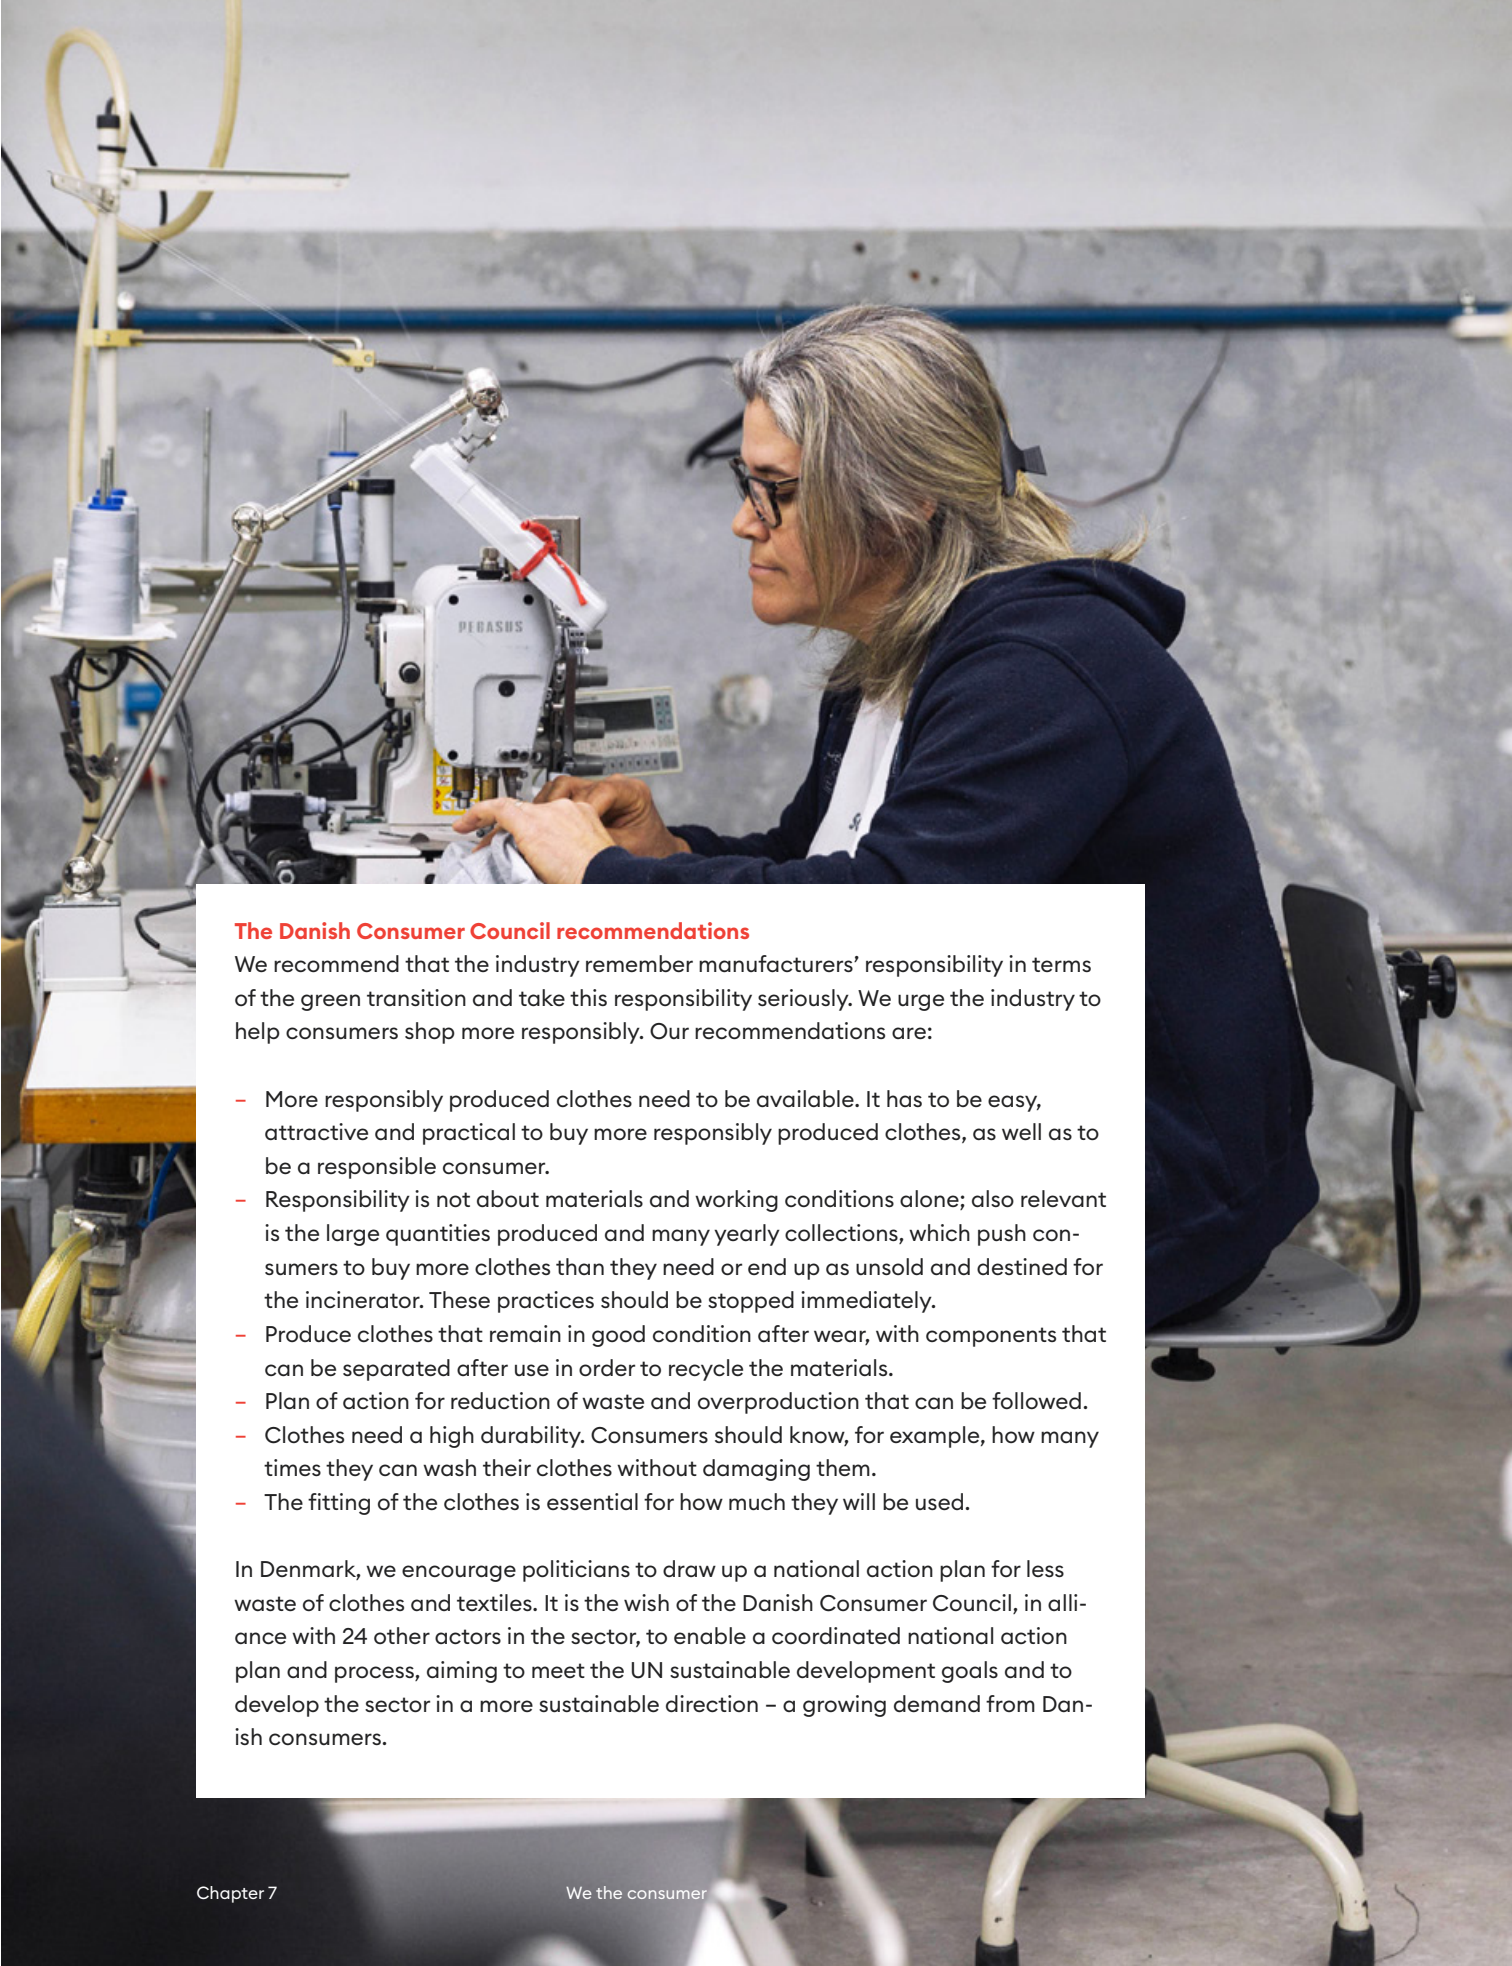 PEGASUS
The Danish Consumer Council recommendations
We recommend that the industry remember manufacturers’ responsibility in terms
of the green transition and take this responsibility seriously. We urge the industry to
help consumers shop more responsibly. Our recommendations are:
– More responsibly produced clothes need to be available. It has to be easy,
attractive and practical to buy more responsibly produced clothes, as well as to
be a responsible consumer.
– Responsibility is not about materials and working conditions alone; also relevant
is the large quantities produced and many yearly collections, which push con-
sumers to buy more clothes than they need or end up as unsold and destined for
the incinerator. These practices should be stopped immediately.
– Produce clothes that remain in good condition after wear, with components that
can be separated after use in order to recycle the materials.
– Plan of action for reduction of waste and overproduction that can be followed.
– Clothes need a high durability. Consumers should know, for example, how many
times they can wash their clothes without damaging them.
– The fitting of the clothes is essential for how much they will be used.
In Denmark, we encourage politicians to draw up a national action plan for less
waste of clothes and textiles. It is the wish of the Danish Consumer Council, in alli-
ance with 24 other actors in the sector, to enable a coordinated national action
plan and process, aiming to meet the UN sustainable development goals and to
develop the sector in a more sustainable direction – a growing demand from Dan-
ish consumers.
Chapter 7
We the consumer